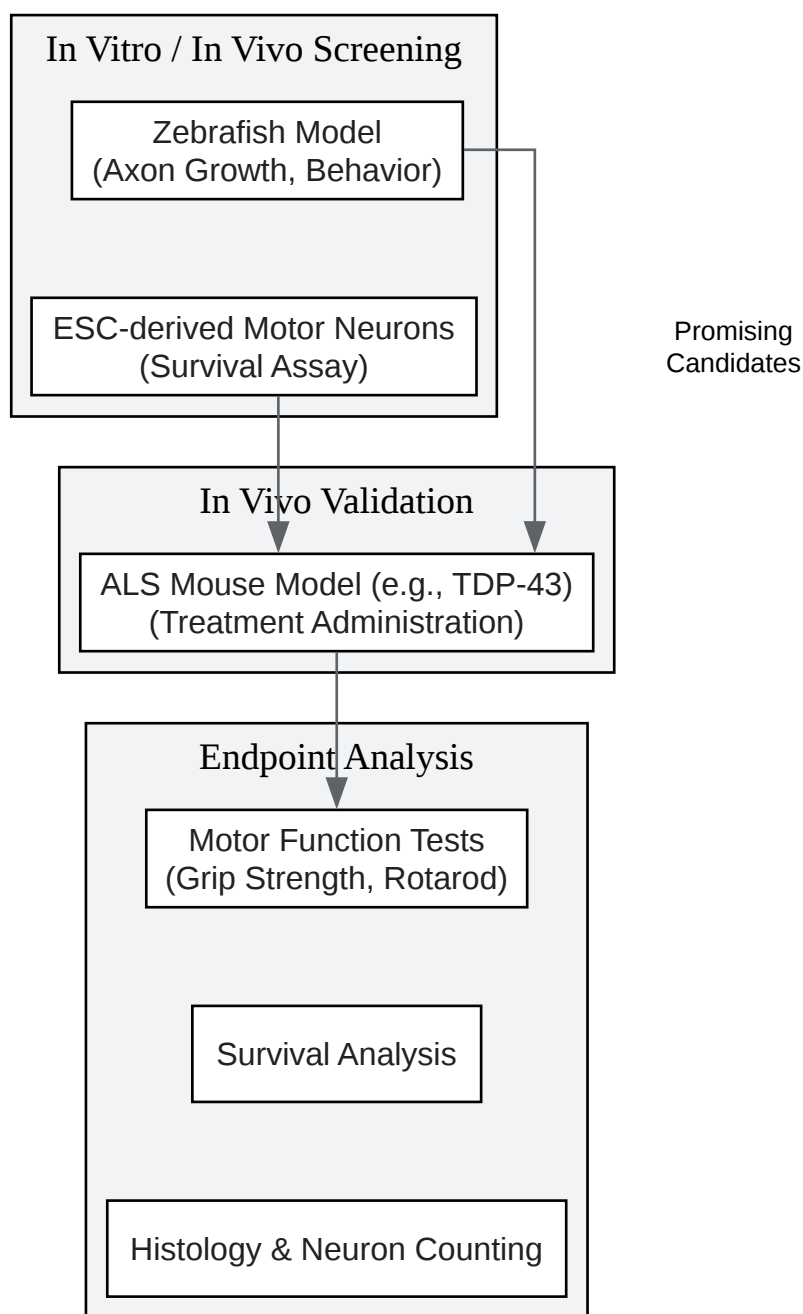 In Vitro / In Vivo Screening
Zebrafish Model
(Axon Growth, Behavior)
ESC-derived Motor Neurons
(Survival Assay)
Promising
Candidates
In Vivo Validation
ALS Mouse Model (e.g., TDP-43)
(Treatment Administration)
Endpoint Analysis
Motor Function Tests
(Grip Strength, Rotarod)
Survival Analysis
Histology & Neuron Counting